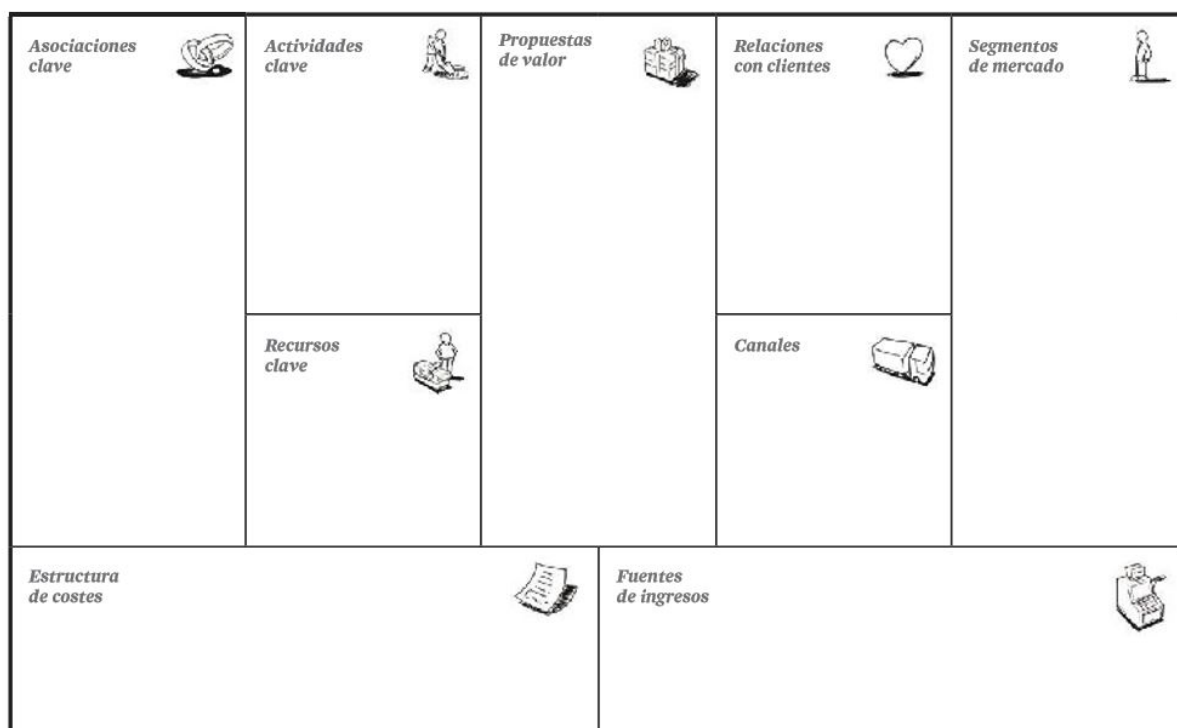 Asociaciones
clave
Actividades
clave
Propuestas
de valor
Relaciones
con clientes
Segmentos
de mercado
Recursos
clave
Canales
Estructura
de costes
Fuentes
de ingresos